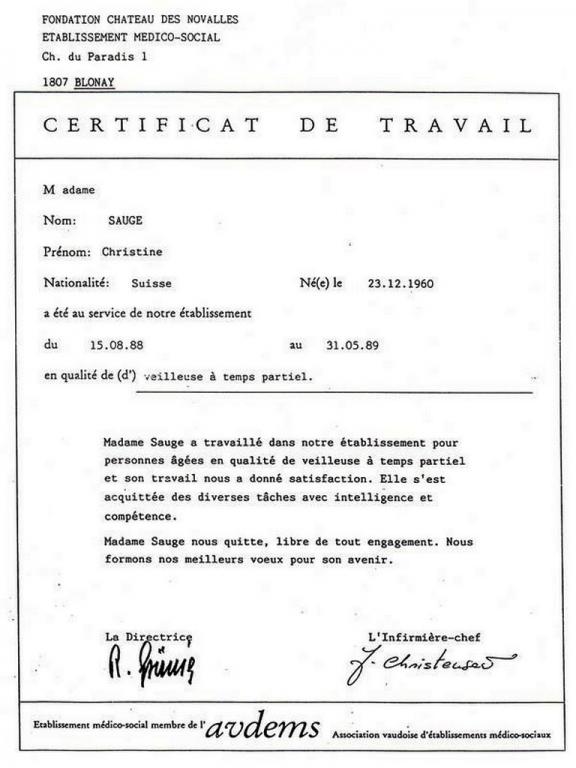 FONDATION CHATEAU DES NOVALLES
ETABLISSEMENT MEDICO-SOCIAL
Ch. du Paradis 1
1807 BLONAY
CERTIFICAT DE TRAVAIL
M adame
Nom: SAUGE
Prénom: Christine
Nationalité: Suisse Né(e) le 23.12.1960
a été au service de notre établissement
du 15.08.88 au 31.05.89
en qualité de (d') veilleuse à temps partiel.
Madame Sauge a travaillé dans notre établissement pour
personnes âgées en qualité de veilleuse à temps partiel
et son travail nous a donné satisfaction. Elle s'est
acquittée des diverses tâches avec intelligence et
compétence.
Madame Sauge nous quitte, libre de tout engagement. Nous
formons nos meilleurs voeux pour son avenir.
La Directrice L'Infirmière-chef
R. J. Christensen
Etablissement médico-social membre de l' avdems Association vaudoise d'établissements médico-sociaux